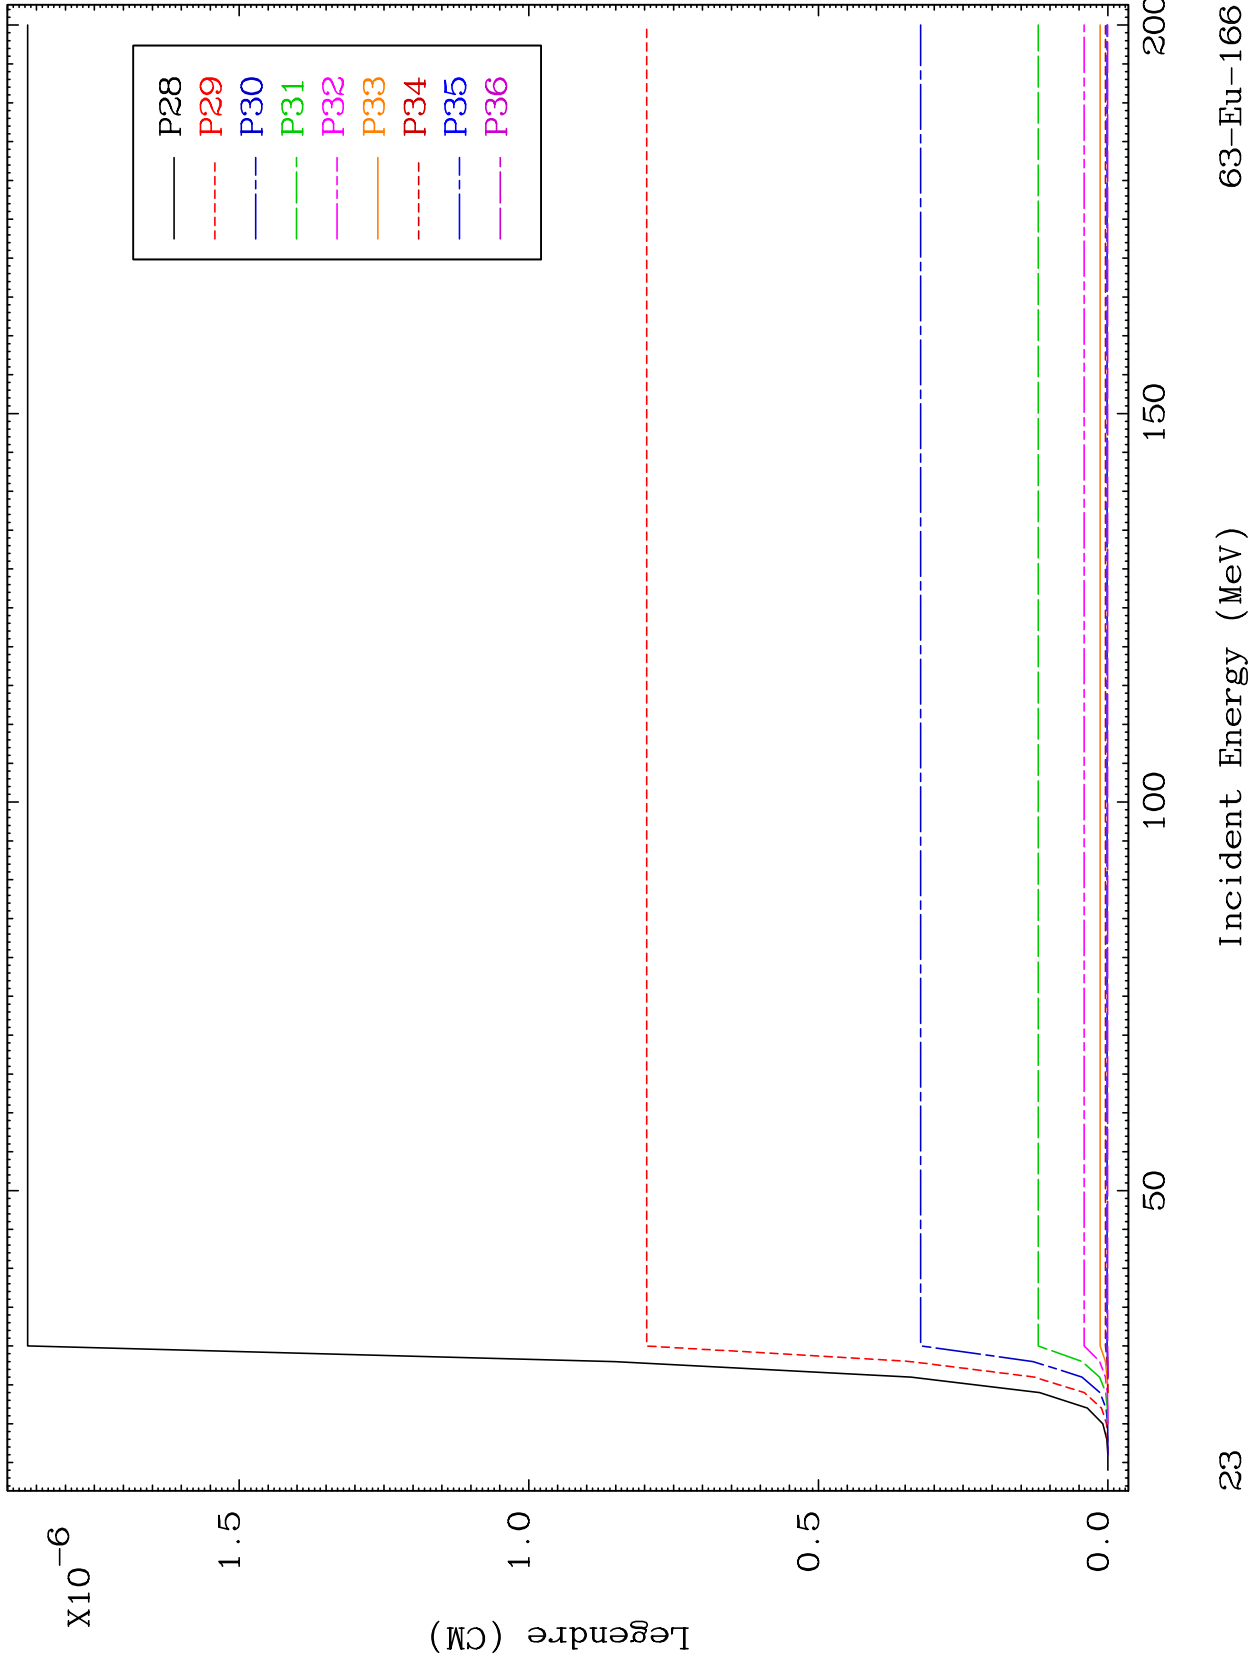 X10-6
1.5
1.0
0.5
0.0
Legendre (CM)
P28
P29
P30
P31
P32
P33
P34
P35
P36
50
100
150
200
Incident Energy (MeV)
23
63-Eu-166